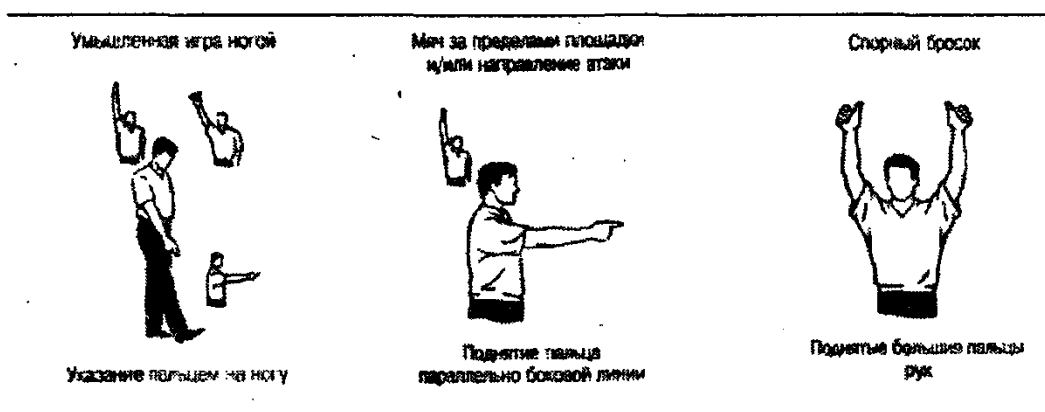 Умышленная игра ногой
Мяч за пределами площадки
и/или направление атаки
Спорный бросок
Указание пальцем на ногу
Поднятие пальца
параллельно боковой линии
Поднятые большие пальцы
рук